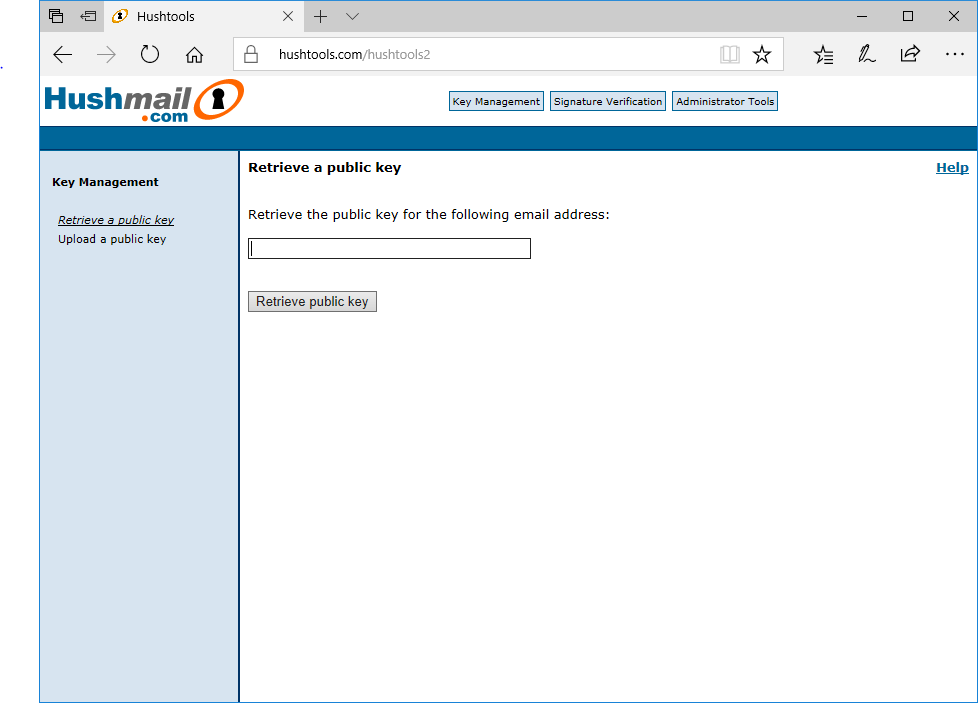 Hushtools
hushtools.com/hushtools2
Hushmail
.com
Key Management
Signature Verification
Administrator Tools
Key Management
Retrieve a public key
Upload a public key
Retrieve a public key
Help
Retrieve the public key for the following email address:
Retrieve public key
.